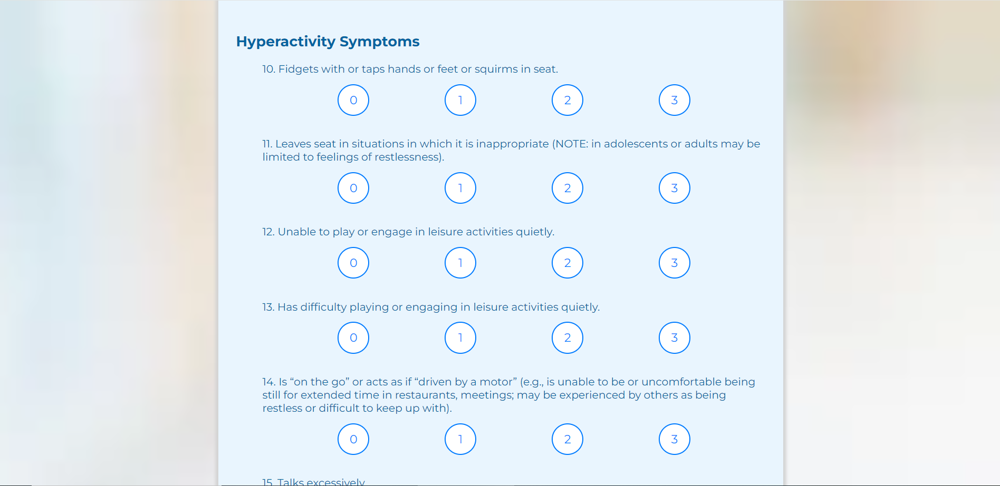 Hyperactivity Symptoms
10. Fidgets with or taps hands or feet or squirms in seat.
0 1 2 3
11. Leaves seat in situations in which it is inappropriate (NOTE: in adolescents or adults may be
limited to feelings of restlessness).
0 1 2 3
12. Unable to play or engage in leisure activities quietly.
0 1 2 3
13. Has difficulty playing or engaging in leisure activities quietly.
0 1 2 3
14. Is “on the go” or acts as if “driven by a motor” (e.g., is unable to be or uncomfortable being
still for extended time in restaurants, meetings; may be experienced by others as being
restless or difficult to keep up with).
0 1 2 3
15. Talks excessively.